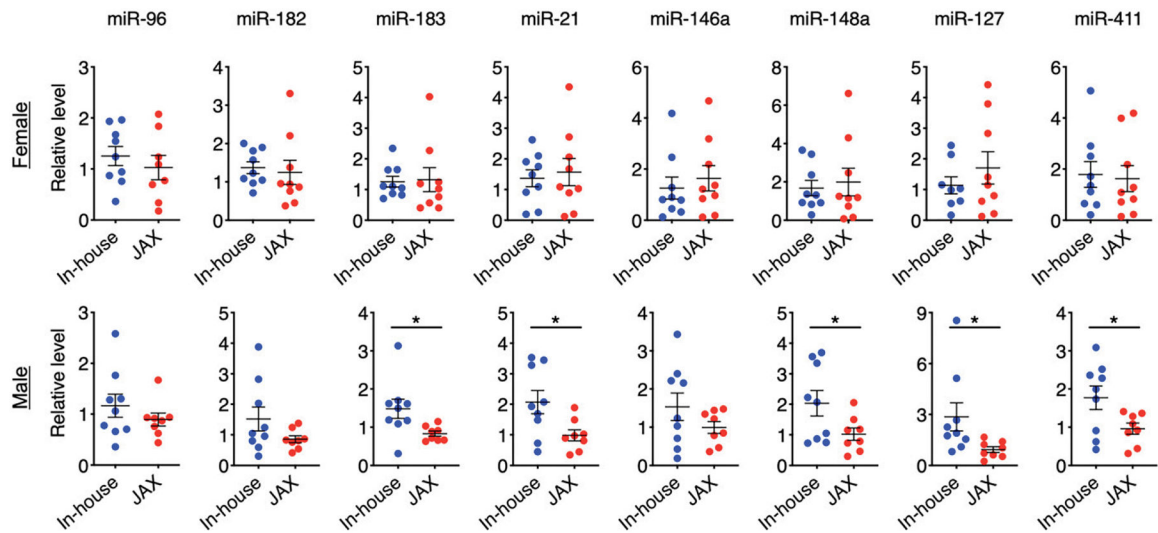 miR-96 miR-182 miR-183 miR-21 miR-146a miR-148a miR-127 miR-411
Female
Relative level
3 2 1 0
4 3 2 1 0
5 4 3 2 1 0
5 4 3 2 1 0
6 4 2 0
8 6 4 2 0
5 4 3 2 1 0
6 4 2 0
In-house JAX In-house JAX In-house JAX In-house JAX In-house JAX In-house JAX In-house JAX In-house JAX
Male
Relative level
3 2 1 0
5 4 3 2 1 0
4 3 2 1 0
* 
5 4 3 2 1 0
*
4 3 2 1 0
5 4 3 2 1 0
*
9 6 3 0
*
4 3 2 1 0
*
In-house JAX In-house JAX In-house JAX In-house JAX In-house JAX In-house JAX In-house JAX In-house JAX